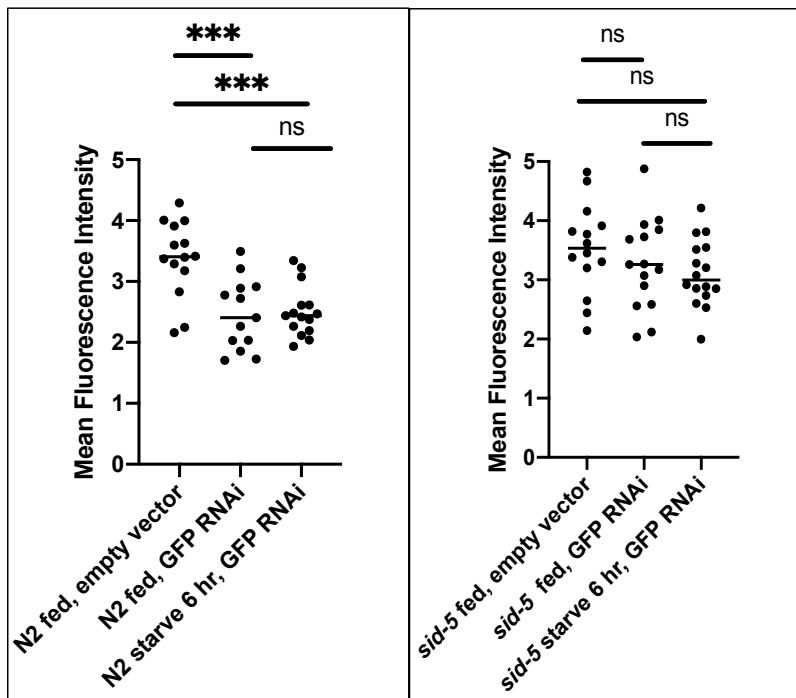 ***
***
ns
Mean Fluorescence Intensity
5
4
3
2
1
0
N2 fed, empty vector
N2 fed, GFP RNAi
N2 starve 6 hr, GFP RNAi
ns
ns
ns
Mean Fluorescence Intensity
5
4
3
2
1
0
sid-5 fed, empty vector
sid-5 fed, GFP RNAi
sid-5 starve 6 hr, GFP RNAi